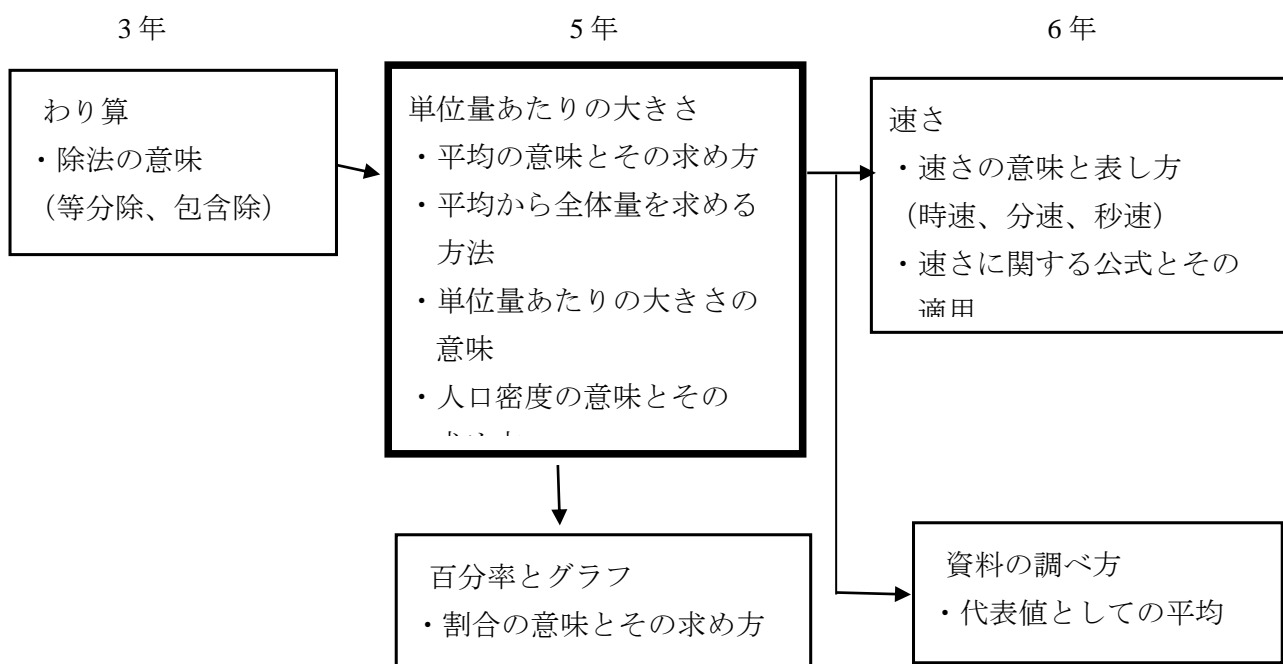 3年
5年
6年
わり算
・除法の意味
(等分除、包含除)
単位量あたりの大きさ
・平均の意味とその求め方
・平均から全体量を求める
方法
・単位量あたりの大きさの
意味
・人口密度の意味とその
速さ
・速さの意味と表し方
(時速、分速、秒速)
・速さに関する公式とその
適用
百分率とグラフ
・割合の意味とその求め方
資料の調べ方
・代表値としての平均